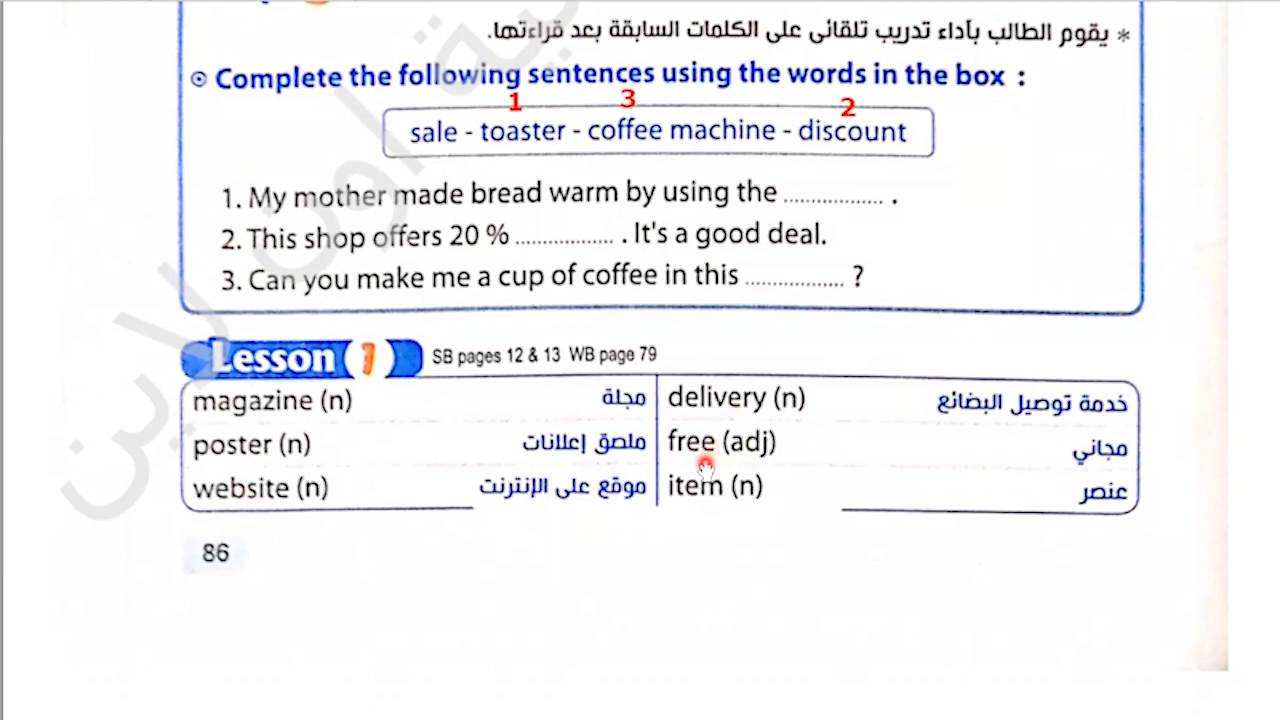 * يقوم الطالب بأداء تدريب تلقائى على الكلمات السابقة بعد قراءتها.
Complete the following sentences using the words in the box :
1 3 2
sale - toaster - coffee machine - discount
1. My mother made bread warm by using the .................. .
2. This shop offers 20 % .................. . It's a good deal.
3. Can you make me a cup of coffee in this .................. ?
Lesson (1) SB pages 12 & 13 WB page 79
magazine (n) مجلة delivery (n) خدمة توصيل البضائع
poster (n) ملصق إعلانات free (adj) مجاني
website (n) موقع على الإنترنت item (n) عنصر
86
اون لاين